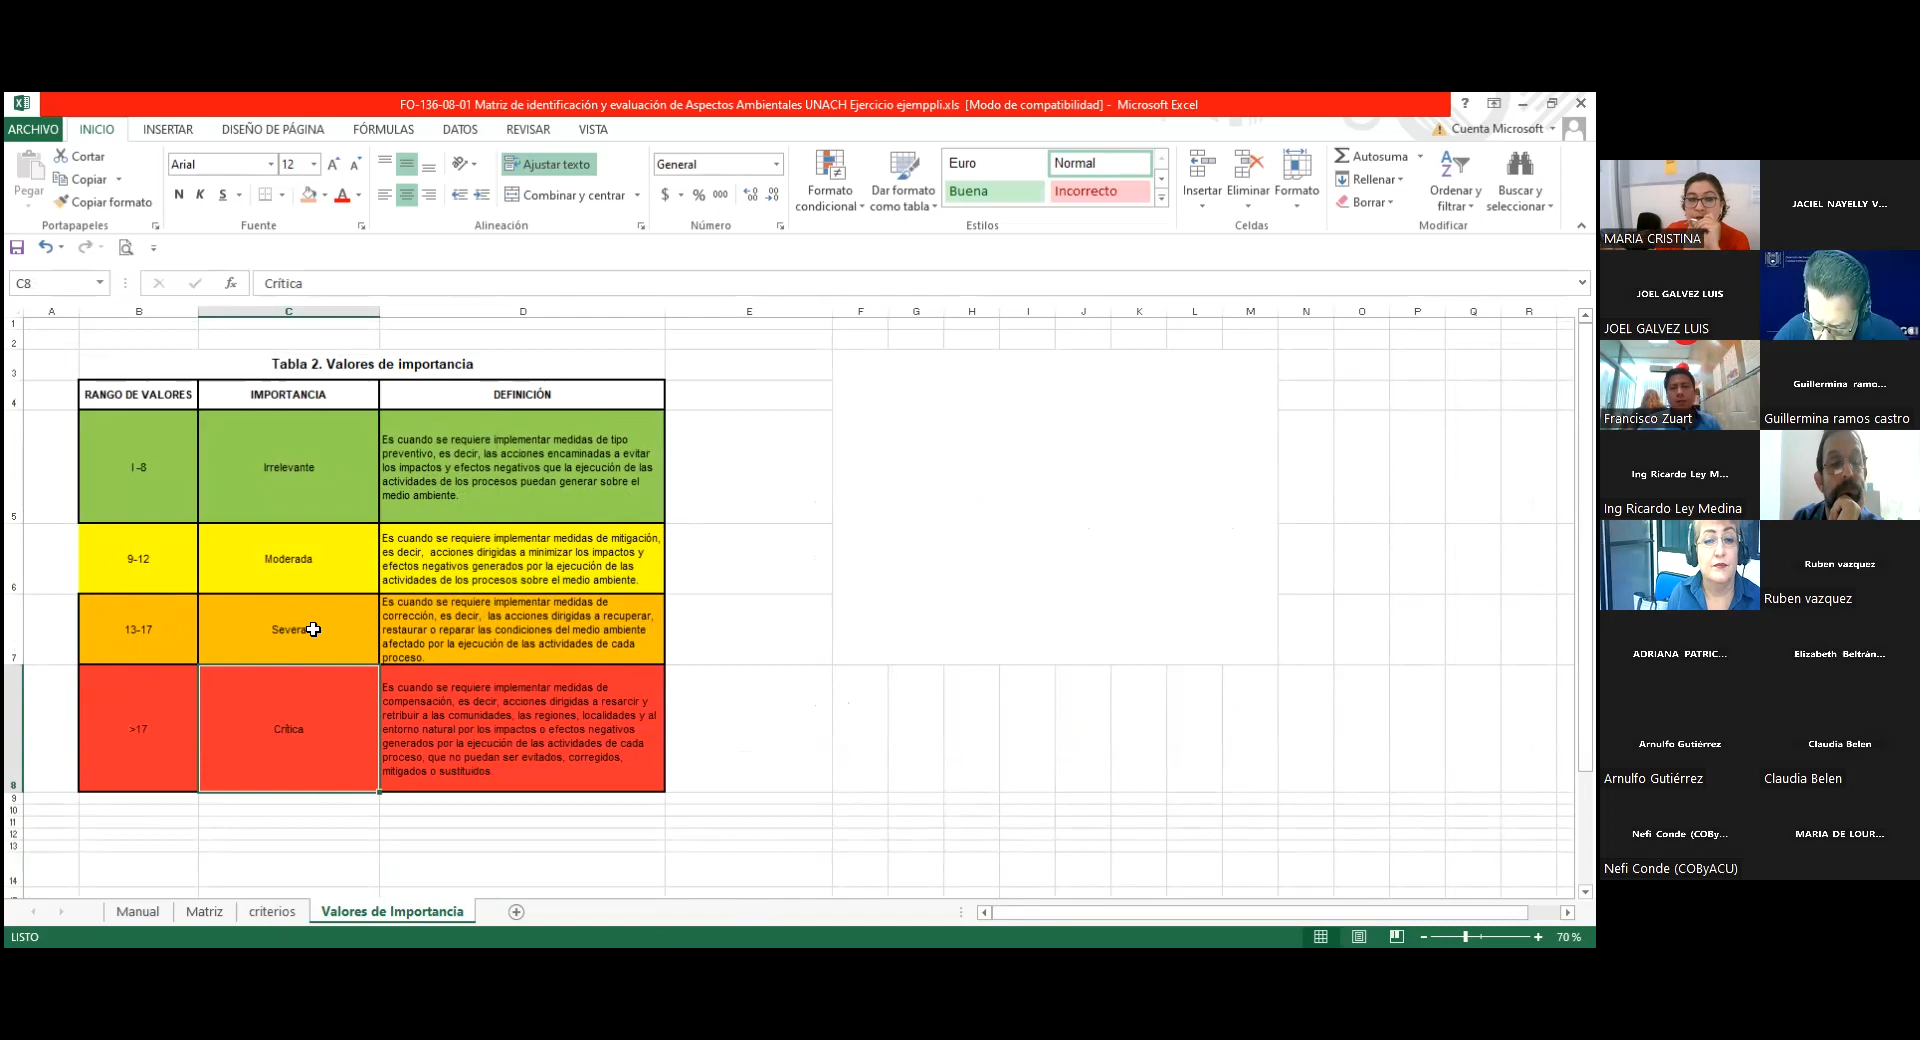 FO-136-08-01 Matriz de identificación y evaluación de Aspectos Ambientales UNACH Ejercicio ejemppli.xls [Modo de compatibilidad] - Microsoft Excel
?
ARCHIVO INICIO INSERTAR DISEÑO DE PÁGINA FÓRMULAS DATOS REVISAR VISTA Cuenta Microsoft
Pegar
Cortar
Copiar
Copiar formato
Portapapeles
Arial 12
N K S
Fuente
Ajustar texto
Combinar y centrar
Alineación
General
$ % 000
Número
Formato condicional
Dar formato como tabla
Euro Normal
Buena Incorrecto
Estilos
Insertar Eliminar Formato
Celdas
Autosuma
Rellenar
Borrar
Ordenar y filtrar
Buscar y seleccionar
Modificar
C8 fx Crítica
A B C D E F G H I J K L M N O P Q R
1
2
3
4
5
6
7
8
9
10
11
12
13
14
Tabla 2. Valores de importancia
RANGO DE VALORES IMPORTANCIA DEFINICIÓN
I -8
Irrelevante
Es cuando se requiere implementar medidas de tipo
preventivo, es decir, las acciones encaminadas a evitar
los impactos y efectos negativos que la ejecución de las
actividades de los procesos puedan generar sobre el
medio ambiente.
9-12
Moderada
Es cuando se requiere implementar medidas de mitigación,
es decir, acciones dirigidas a minimizar los impactos y
efectos negativos generados por la ejecución de las
actividades de los procesos sobre el medio ambiente.
13-17
Severa
Es cuando se requiere implementar medidas de
corrección, es decir, las acciones dirigidas a recuperar,
restaurar o reparar las condiciones del medio ambiente
afectado por la ejecución de las actividades de cada
proceso.
>17
Crítica
Es cuando se requiere implementar medidas de
compensación, es decir, acciones dirigidas a resarcir y
retribuir a las comunidades, las regiones, localidades y al
entorno natural por los impactos o efectos negativos
generados por la ejecución de las actividades de cada
proceso, que no puedan ser evitados, corregidos,
mitigados o sustituidos.
Manual Matriz criterios Valores de Importancia
LISTO 70 %
MARIA CRISTINA
JACIEL NAYELLY V...
JOEL GALVEZ LUIS
JOEL GALVEZ LUIS
Francisco Zuart
Guillermina ramo...
Guillermina ramos castro
Ing Ricardo Ley M...
Ing Ricardo Ley Medina
Ruben vazquez
Ruben vazquez
ADRIANA PATRIC...
Elizabeth Beltrán...
Arnulfo Gutiérrez
Arnulfo Gutiérrez
Claudia Belen
Claudia Belen
Nefi Conde (COBy...
Nefi Conde (COByACU)
MARIA DE LOUR...